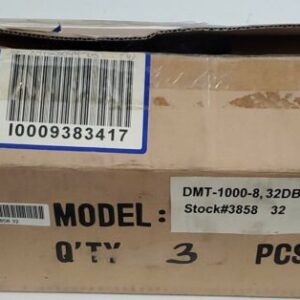 I0009383417
DMT-1000-8, 32DB
Stock#3858 32
MODEL:
Q'TY 3 PCS